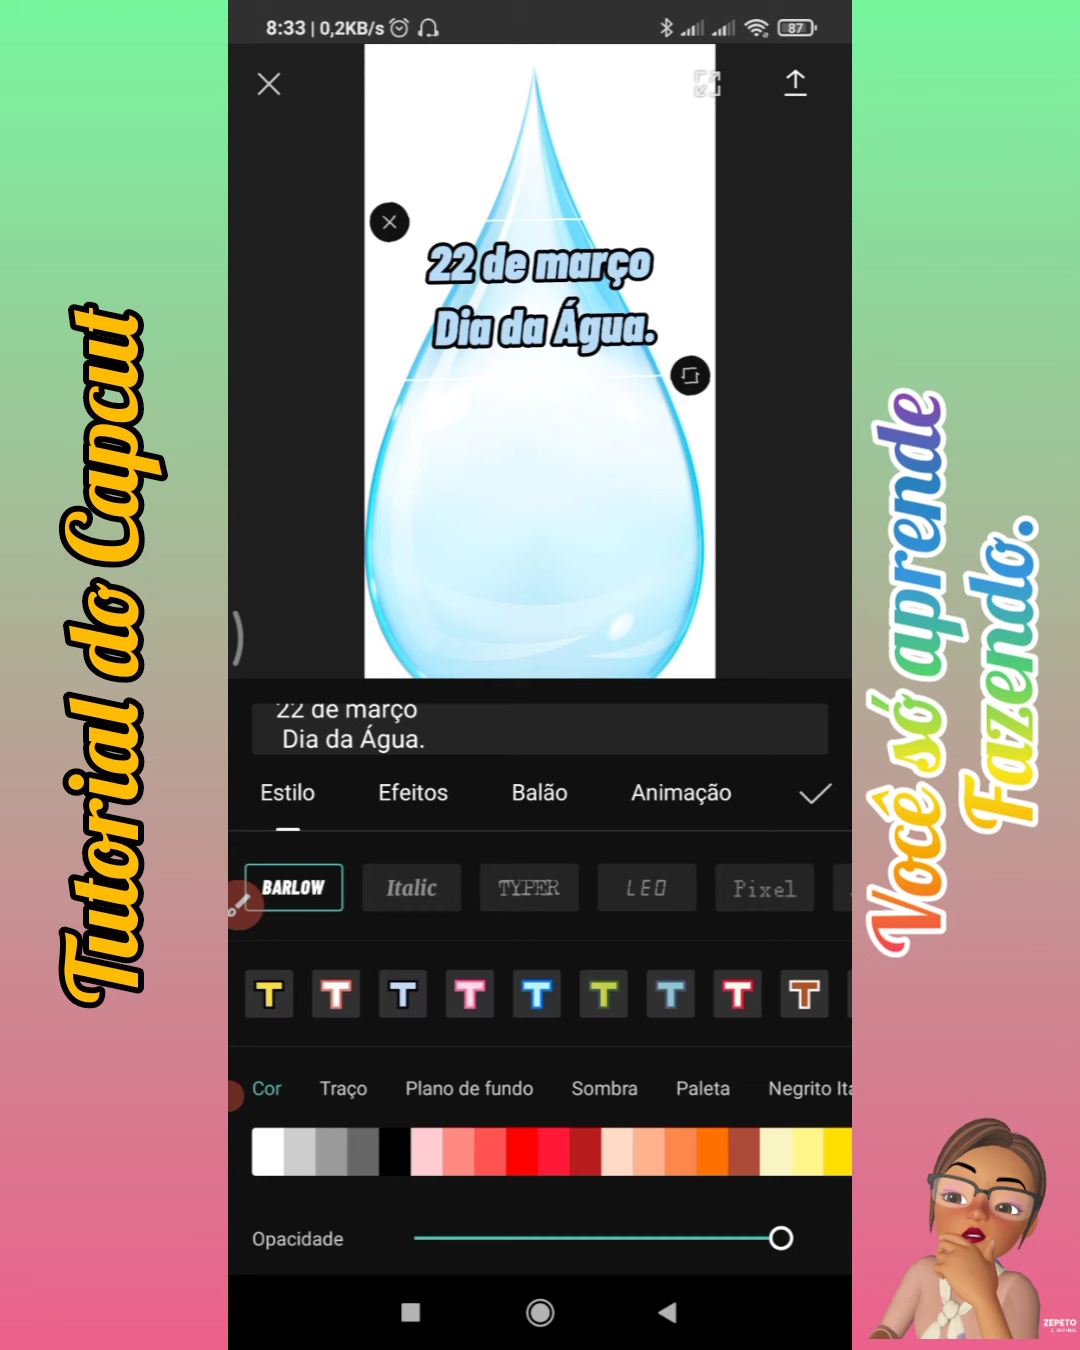 8:33 | 0,2KB/s
87
22 de março
Dia da Água.
22 de março
Dia da Água.
Estilo Efeitos Balão Animação
BARLOW Italic TYPER LEO Pixel
T T T T T T T T T
Cor Traço Plano de fundo Sombra Paleta Negrito Ita
Opacidade
Tutorial do Capcut
Você só aprende
Fazendo.
ZEPETO